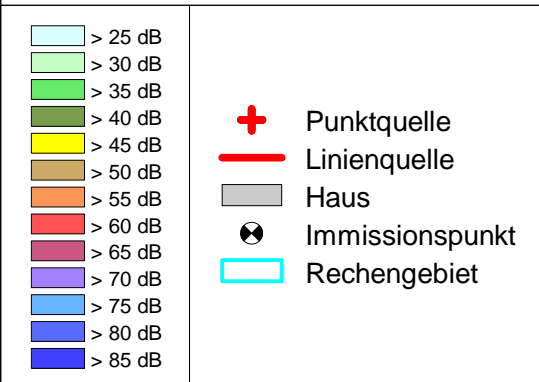 > 25 dB
> 30 dB
> 35 dB
> 40 dB
> 45 dB
> 50 dB
> 55 dB
> 60 dB
> 65 dB
> 70 dB
> 75 dB
> 80 dB
> 85 dB
Punktquelle
Linienquelle
Haus
Immissionspunkt
Rechengebiet